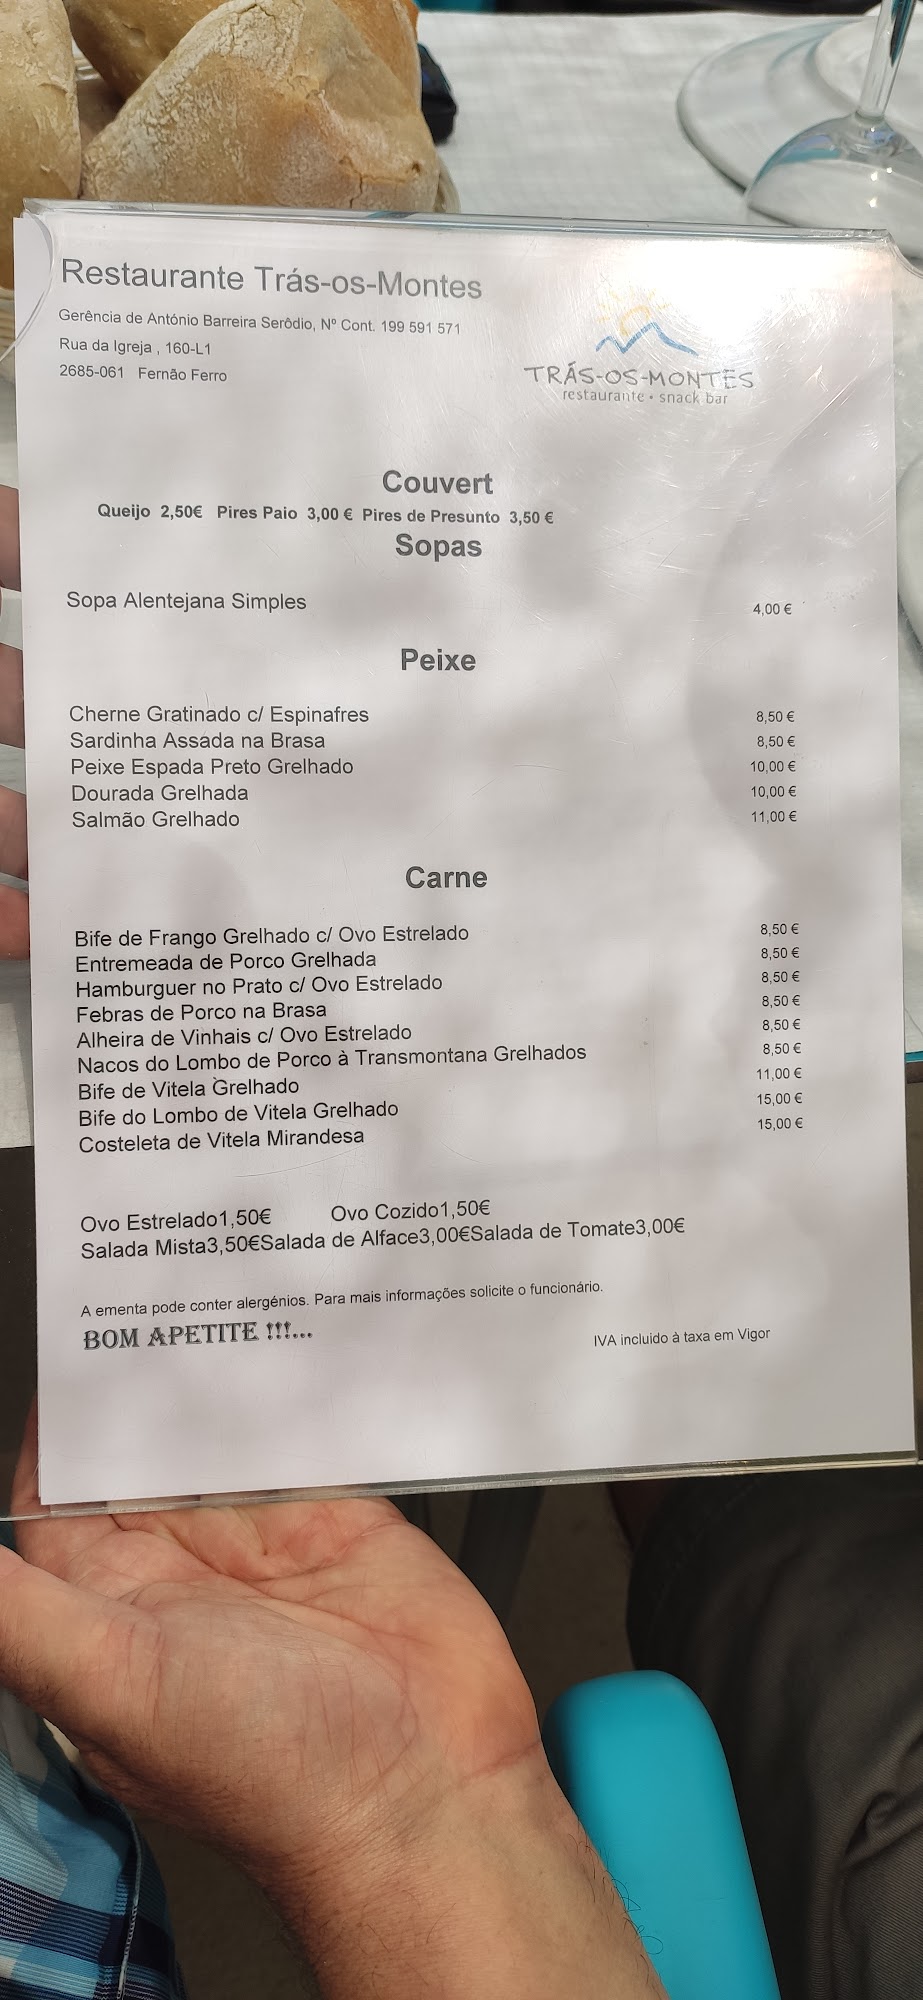 Restaurante Trás-os-Montes
Gerência de António Barreira Serôdio, Nº Cont. 199 591 571
Rua da Igreja , 160-L1
2685-061 Fernão Ferro
TRÁS-OS-MONTES
restaurante • snack bar
Couvert
Queijo 2,50€ Pires Paio 3,00 € Pires de Presunto 3,50 €
Sopas
Sopa Alentejana Simples 4,00 €
Peixe
Cherne Gratinado c/ Espinafres 8,50 €
Sardinha Assada na Brasa 8,50 €
Peixe Espada Preto Grelhado 10,00 €
Dourada Grelhada 10,00 €
Salmão Grelhado 11,00 €
Carne
Bife de Frango Grelhado c/ Ovo Estrelado 8,50 €
Entremeada de Porco Grelhada 8,50 €
Hamburguer no Prato c/ Ovo Estrelado 8,50 €
Febras de Porco na Brasa 8,50 €
Alheira de Vinhais c/ Ovo Estrelado 8,50 €
Nacos do Lombo de Porco à Transmontana Grelhados 8,50 €
Bife de Vitela Grelhado 11,00 €
Bife do Lombo de Vitela Grelhado 15,00 €
Costeleta de Vitela Mirandesa 15,00 €
Ovo Estrelado1,50€ Ovo Cozido1,50€
Salada Mista3,50€Salada de Alface3,00€Salada de Tomate3,00€
A ementa pode conter alergénios. Para mais informações solicite o funcionário.
BOM APETITE !!!...
IVA incluido à taxa em Vigor